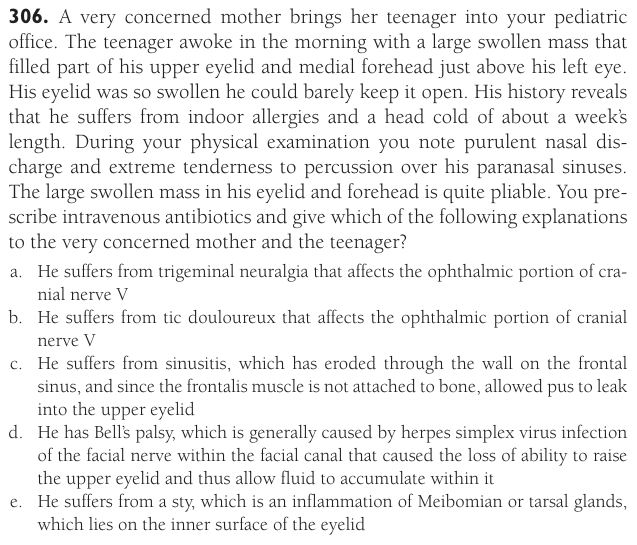 306. A very concerned mother brings her teenager into your pediatric
office. The teenager awoke in the morning with a large swollen mass that
filled part of his upper eyelid and medial forehead just above his left eye.
His eyelid was so swollen he could barely keep it open. His history reveals
that he suffers from indoor allergies and a head cold of about a week's
length. During your physical examination you note purulent nasal dis-
charge and extreme tenderness to percussion over his paranasal sinuses.
The large swollen mass in his eyelid and forehead is quite pliable. You pre-
scribe intravenous antibiotics and give which of the following explanations
to the very concerned mother and the teenager?
a. He suffers from trigeminal neuralgia that affects the ophthalmic portion of cra-
nial nerve V
b. He suffers from tic douloureux that affects the ophthalmic portion of cranial
nerve V
c. He suffers from sinusitis, which has eroded through the wall on the frontal
sinus, and since the frontalis muscle is not attached to bone, allowed pus to leak
into the upper eyelid
d. He has Bell's palsy, which is generally caused by herpes simplex virus infection
of the facial nerve within the facial canal that caused the loss of ability to raise
the upper eyelid and thus allow fluid to accumulate within it
e. He suffers from a sty, which is an inflammation of Meibomian or tarsal glands,
which lies on the inner surface of the eyelid